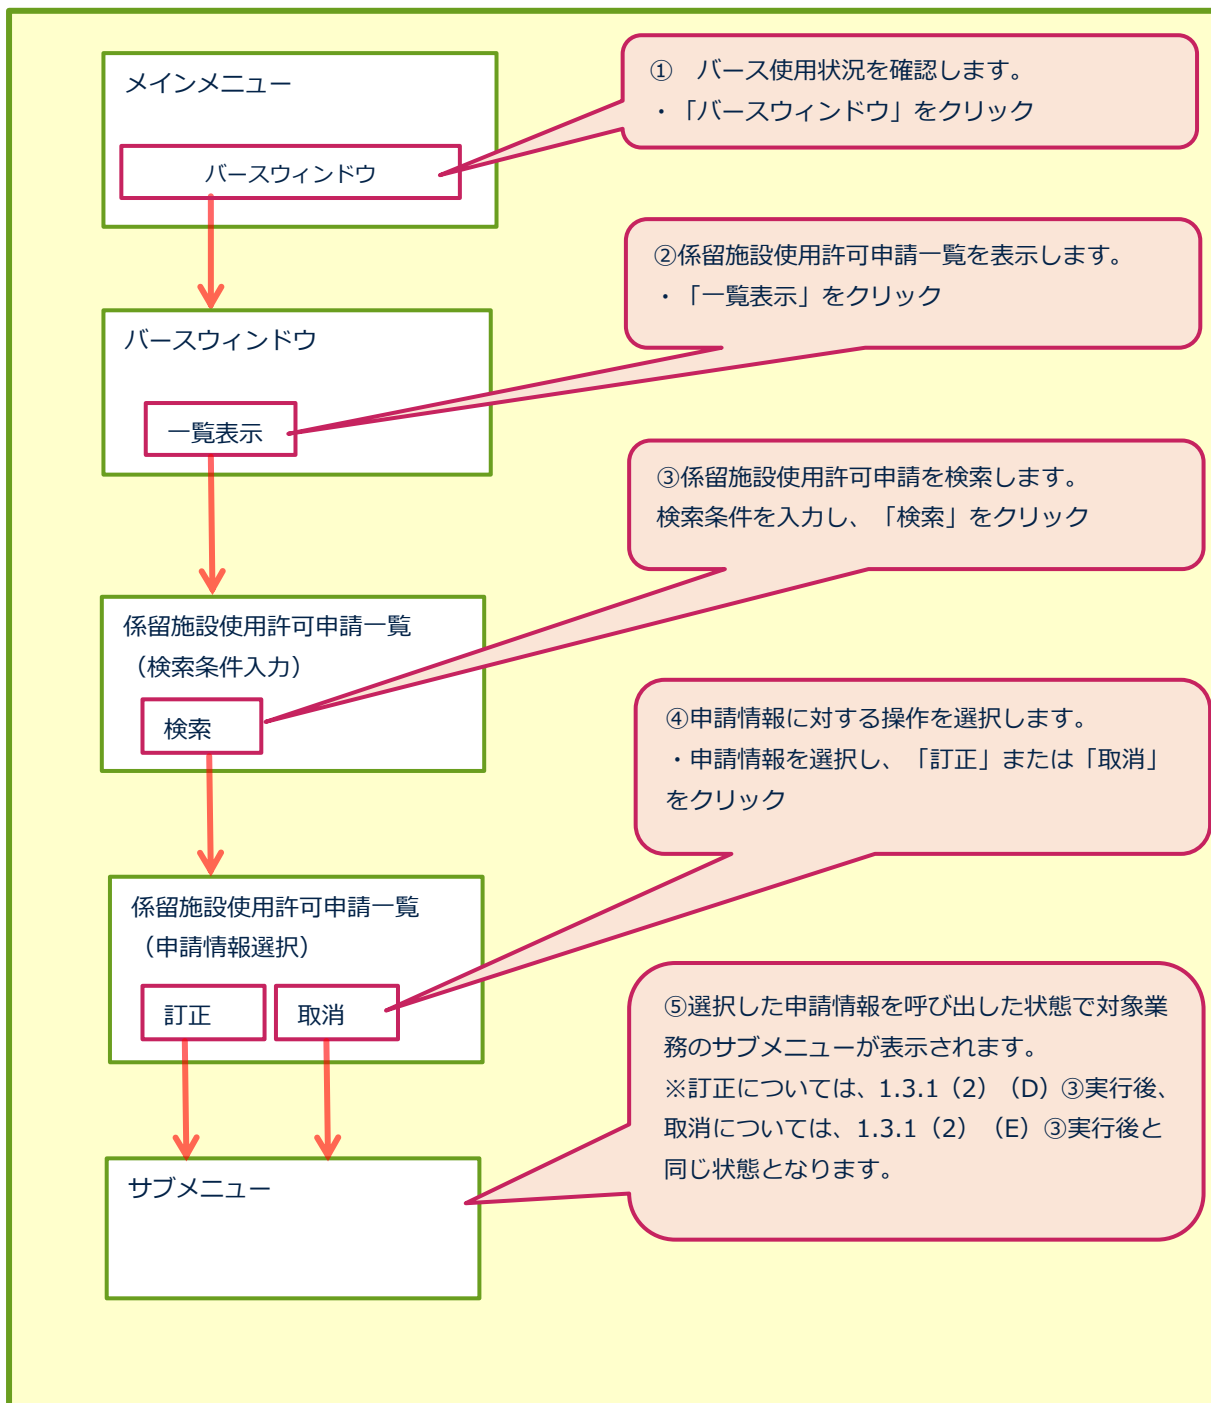 メインメニュー
バースウィンドウ
① バース使用状況を確認します。
・「バースウィンドウ」をクリック
②係留施設使用許可申請一覧を表示します。
・「一覧表示」をクリック
バースウィンドウ
一覧表示
③係留施設使用許可申請を検索します。
検索条件を入力し、「検索」をクリック
係留施設使用許可申請一覧
（検索条件入力）
検索
④申請情報に対する操作を選択します。
・申請情報を選択し、「訂正」または「取消」
をクリック
係留施設使用許可申請一覧
（申請情報選択）
訂正
取消
⑤選択した申請情報を呼び出した状態で対象業
務のサブメニューが表示されます。
※訂正については、1.3.1（2）（D）③実行後、
取消については、1.3.1（2）（E）③実行後と
同じ状態となります。
サブメニュー